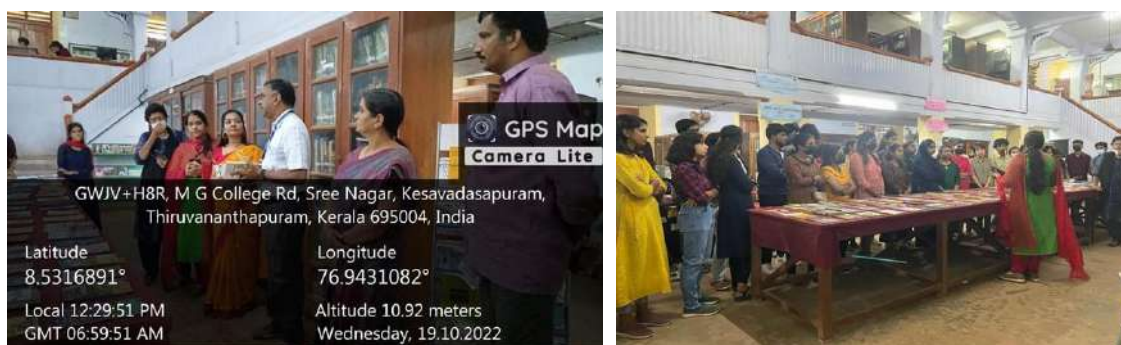 GPS Map
Camera Lite
GWJV+H8R, M G College Rd, Sree Nagar, Kesavadasapuram,
Thiruvananthapuram, Kerala 695004, India
Latitude
8.5316891°
Longitude
76.9431082°
Local 12:29:51 PM
GMT 06:59:51 AM
Altitude 10.92 meters
Wednesday, 19.10.2022